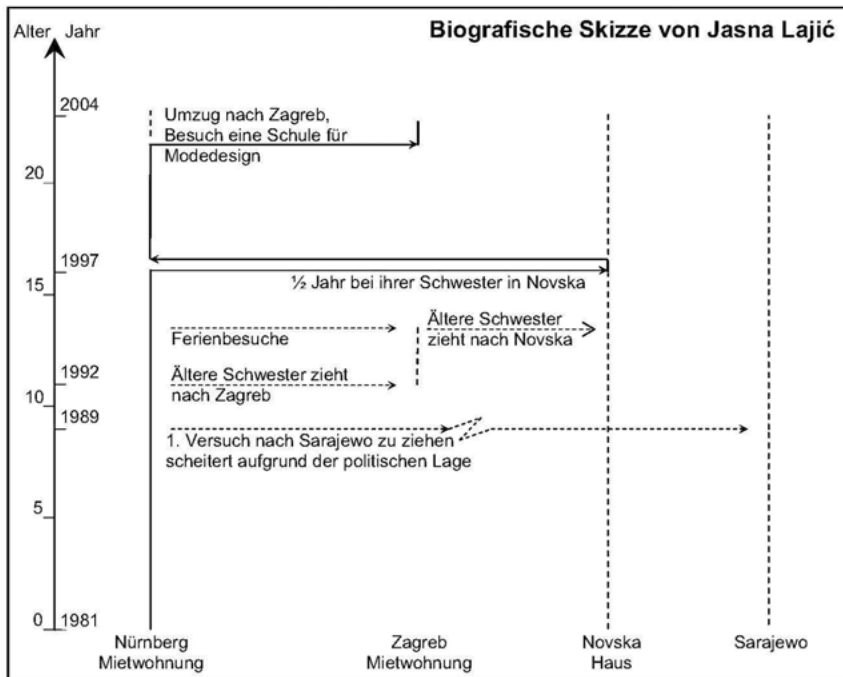 Alter Jahr
Biografische Skizze von Jasna Lajić
2004
Umzug nach Zagreb,
Besuch eine Schule für
Modedesign
20
1997
15
½ Jahr bei ihrer Schwester in Novska
Ältere Schwester
zieht nach Novska
Ferienbesuche
1992
Ältere Schwester zieht
nach Zagreb
10
1989
1. Versuch nach Sarajewo zu ziehen
scheitert aufgrund der politischen Lage
5
0 1981
Nürnberg
Mietwohnung
Zagreb
Mietwohnung
Novska
Haus
Sarajewo